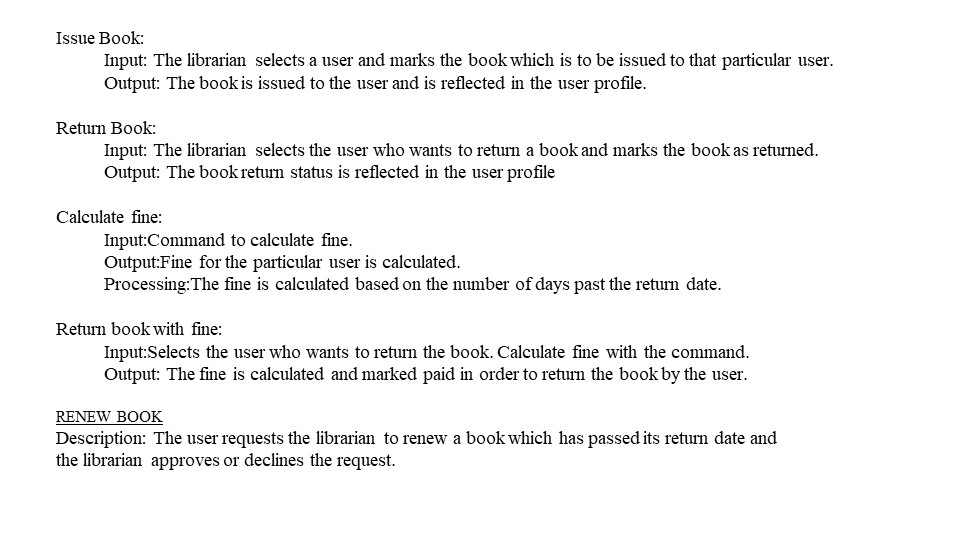 Issue Book:
Input: The librarian selects a user and marks the book which is to be issued to that particular user.
Output: The book is issued to the user and is reflected in the user profile.
Return Book:
Input: The librarian selects the user who wants to return a book and marks the book as returned.
Output: The book return status is reflected in the user profile
Calculate fine:
Input:Command to calculate fine.
Output:Fine for the particular user is calculated.
Processing:The fine is calculated based on the number of days past the return date.
Return book with fine:
Input:Selects the user who wants to return the book. Calculate fine with the command.
Output: The fine is calculated and marked paid in order to return the book by the user.
RENEW BOOK
Description: The user requests the librarian to renew a book which has passed its return date and
the librarian approves or declines the request.